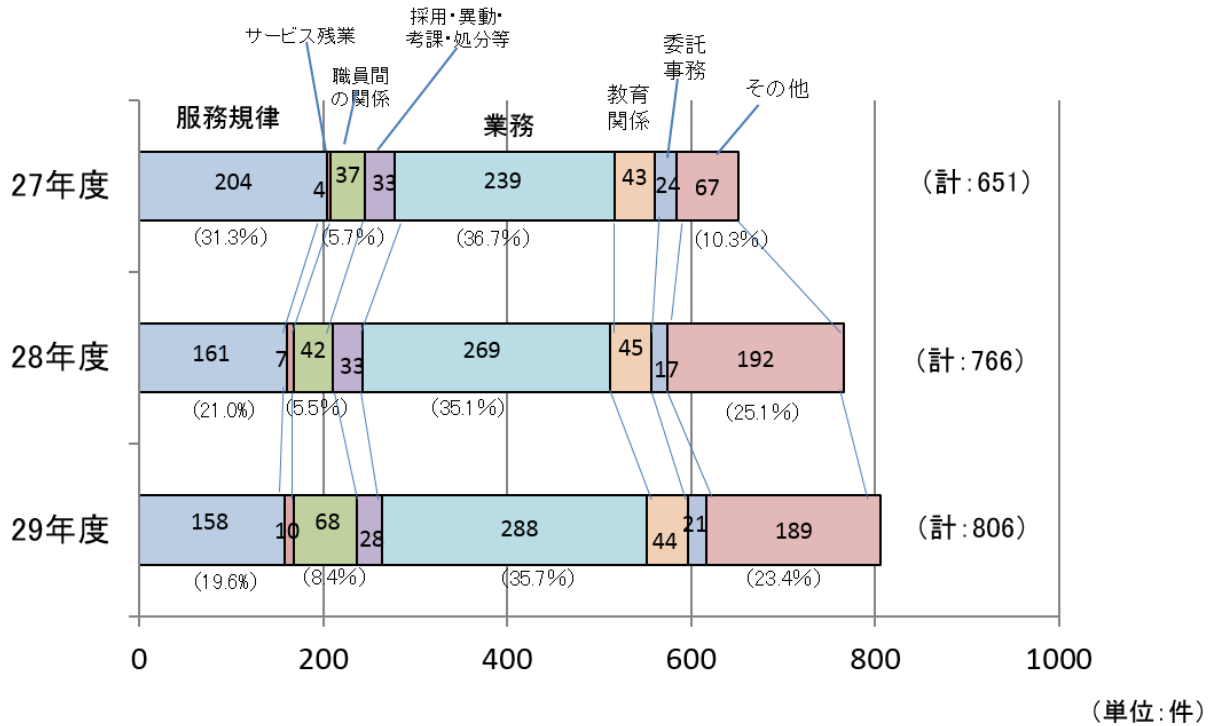 サービス残業
採用・異動・
考課・処分等
職員間
の関係
委託
事務
教育
関係
その他
服務規律
業務
27年度
204
4
37
33
239
43
24
67
(計:651)
(31.3%)
(5.7%)
(36.7%)
(10.3%)
28年度
161
7
42
33
269
45
17
192
(計:766)
(21.0%)
(5.5%)
(35.1%)
(25.1%)
29年度
158
10
68
28
288
44
21
189
(計:806)
(19.6%)
(8.4%)
(35.7%)
(23.4%)
0
200
400
600
800
1000
(単位:件)